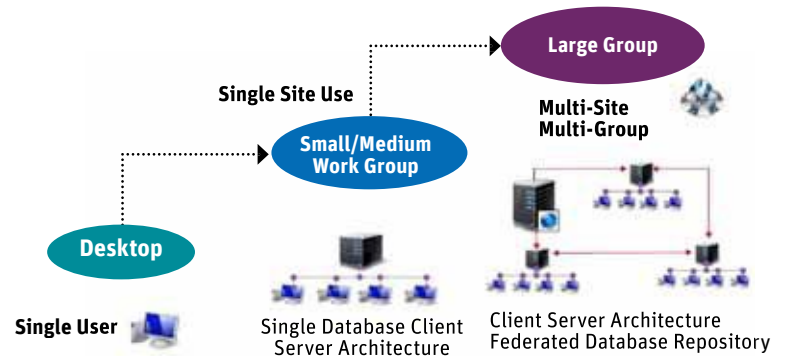 Large Group
Single Site Use
Multi-Site
Multi-Group
Small/Medium
Work Group
Desktop
Single User
Single Database Client
Server Architecture
Client Server Architecture
Federated Database Repository